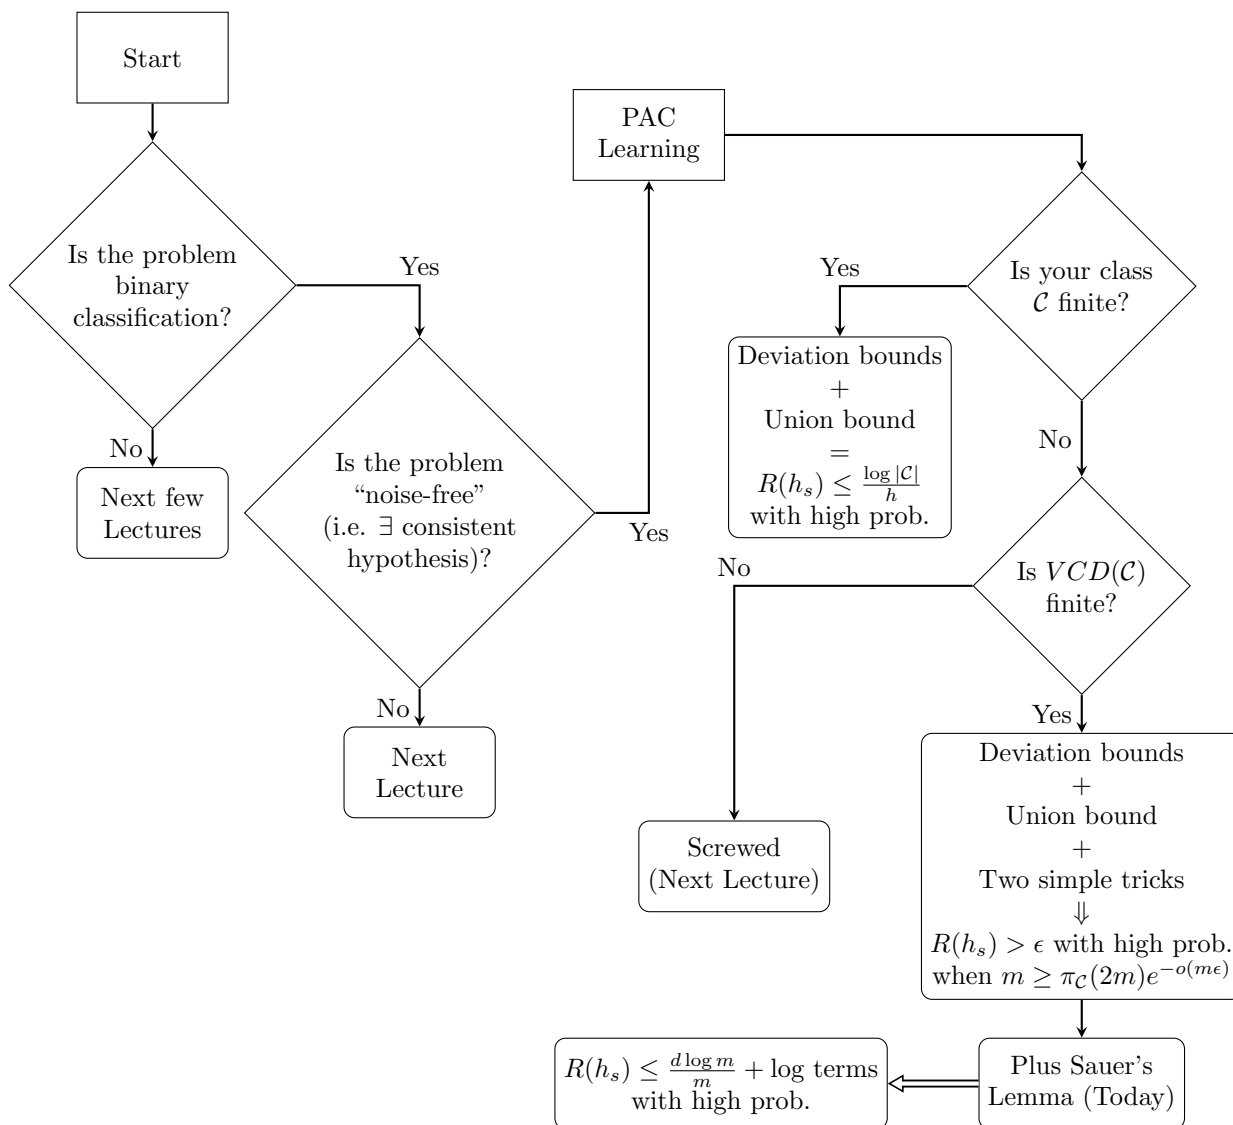 Start
Is the problem
binary
classification?
Yes
No
Next few
Lectures
Is the problem
“noise-free”
(i.e. ∃ consistent
hypothesis)?
Yes
No
Next
Lecture
PAC
Learning
Is your class
𝒞 finite?
Yes
Deviation bounds
+
Union bound
=
R(h_s) ≤ \frac{log |𝒞|}{h}
with high prob.
No
Is VCD(𝒞)
finite?
No
Screwed
(Next Lecture)
Yes
Deviation bounds
+
Union bound
+
Two simple tricks
⇓
R(h_s) > ϵ with high prob.
when m ≥ π_𝒞(2m)e^{-o(mϵ)}
Plus Sauer’s
Lemma (Today)
R(h_s) ≤ \frac{d log m}{m} + log terms
with high prob.